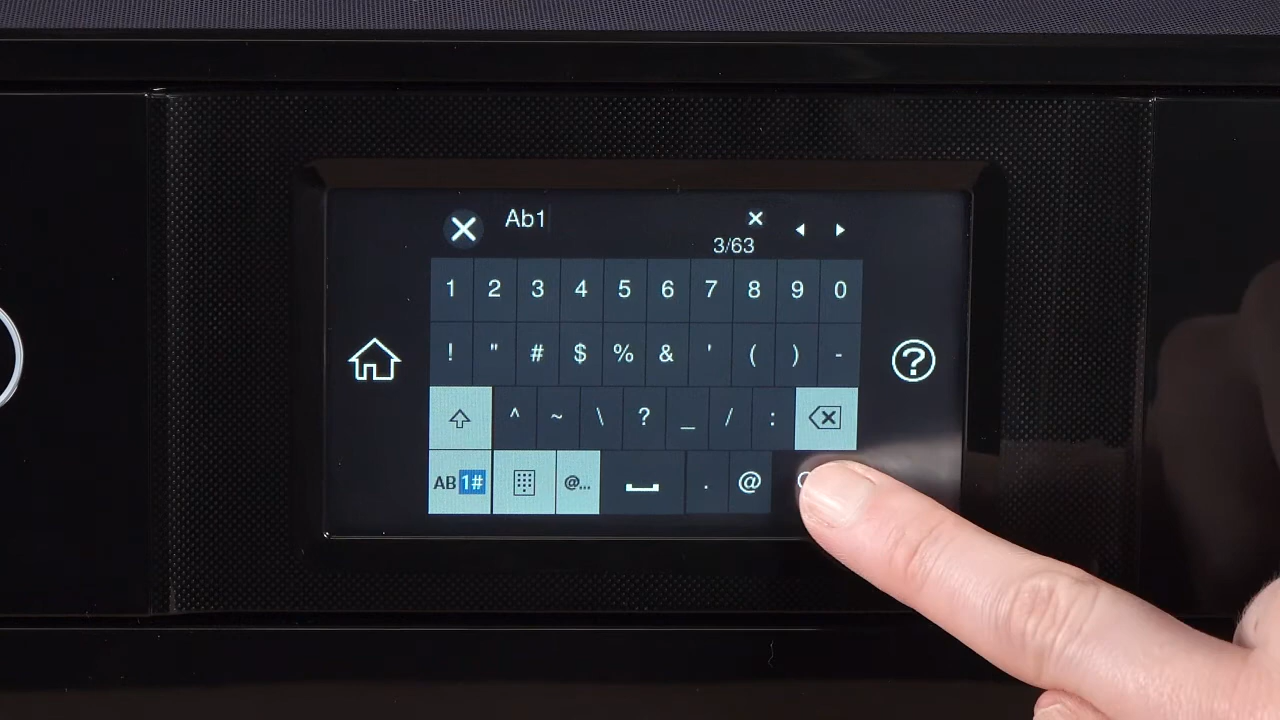 Ab1
3/63
1 2 3 4 5 6 7 8 9 0
! " # $ % & ' ( ) -
^ ~ \ ? _ / :
AB 1# @... . @